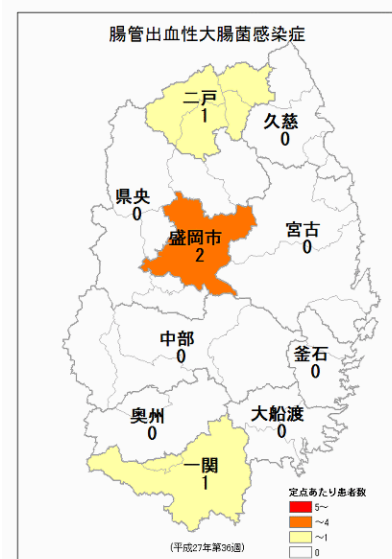 腸管出血性大腸菌感染症
二戸
1
久慈
0
県央
0
盛岡市
2
宮古
0
中部
0
釜石
0
奥州
0
大船渡
0
一関
1
定点あたり患者数
5～
～4
～1
0
(平成27年第36週)